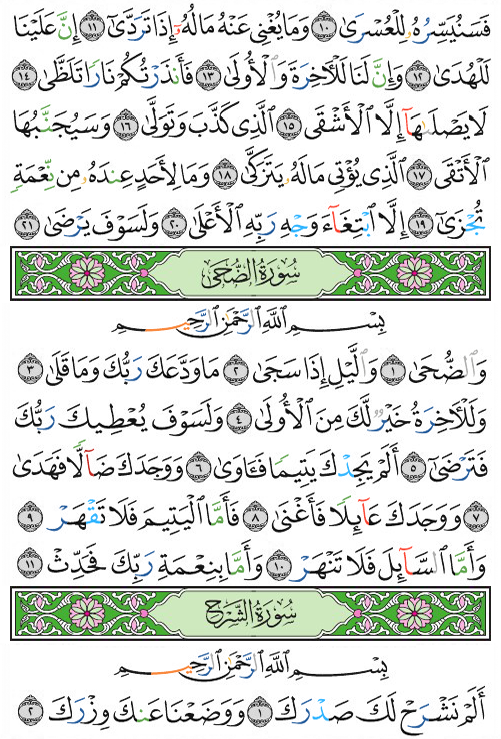 فَسَنُيَسِّرُهُۥ لِلْعُسْرَىٰ ١٠ وَمَا يُغْنِى عَنْهُ مَالُهُۥٓ إِذَا تَرَدَّىٰٓ ١١ إِنَّ عَلَيْنَا
لَلْهُدَىٰ ١٢ وَإِنَّ لَنَا لَلْـَٔاخِرَةَ وَٱلْأُولَىٰ ١٣ فَأَنذَرْتُكُمْ نَارًا تَلَظَّىٰ ١٤
لَا يَصْلَىٰهَآ إِلَّا ٱلْأَشْقَى ١٥ ٱلَّذِى كَذَّبَ وَتَوَلَّىٰ ١٦ وَسَيُجَنَّبُهَا
ٱلْأَتْقَى ١٧ ٱلَّذِى يُؤْتِى مَالَهُۥ يَتَزَكَّىٰ ١٨ وَمَا لِأَحَدٍ عِندَهُۥ مِن نِّعْمَةٍ
تُجْزَىٰٓ ١٩ إِلَّا ٱبْتِغَآءَ وَجْهِ رَبِّهِ ٱلْأَعْلَىٰ ٢٠ وَلَسَوْفَ يَرْضَىٰ ٢١
سُورَةُ الضُّحَى
بِسْمِ ٱللَّهِ ٱلرَّحْمَٰنِ ٱلرَّحِيمِ
وَٱلضُّحَىٰ ١ وَٱلَّيْلِ إِذَا سَجَىٰ ٢ مَا وَدَّعَكَ رَبُّكَ وَمَا قَلَىٰ ٣
وَلَلْـَٔاخِرَةُ خَيْرٌ لَّكَ مِنَ ٱلْأُولَىٰ ٤ وَلَسَوْفَ يُعْطِيكَ رَبُّكَ
فَتَرْضَىٰٓ ٥ أَلَمْ يَجِدْكَ يَتِيمًا فَـَٔاوَىٰ ٦ وَوَجَدَكَ ضَآلًّا فَهَدَىٰ
٧ وَوَجَدَكَ عَآئِلًا فَأَغْنَىٰ ٨ فَأَمَّا ٱلْيَتِيمَ فَلَا تَقْهَرْ ٩
وَأَمَّا ٱلسَّآئِلَ فَلَا تَنْهَرْ ١٠ وَأَمَّا بِنِعْمَةِ رَبِّكَ فَحَدِّثْ ١١
سُورَةُ الشَّرْحِ
بِسْمِ ٱللَّهِ ٱلرَّحْمَٰنِ ٱلرَّحِيمِ
أَلَمْ نَشْرَحْ لَكَ صَدْرَكَ ١ وَوَضَعْنَا عَنكَ وِزْرَكَ ٢